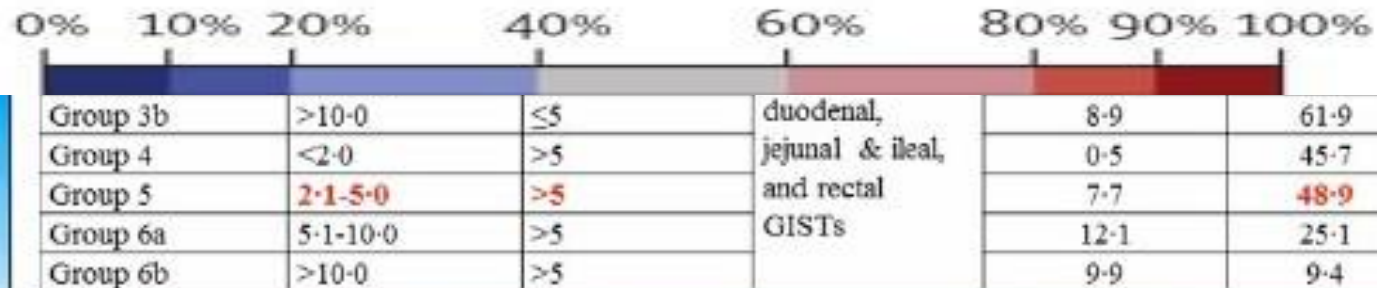 0% 10% 20% 40% 60% 80% 90% 100%
Group 3b >10·0 ≤5 duodenal, 8·9 61·9
Group 4 <2·0 >5 jejunal & ileal, 0·5 45·7
Group 5 2·1-5·0 >5 and rectal 7·7 48·9
Group 6a 5·1-10·0 >5 GISTs 12·1 25·1
Group 6b >10·0 >5 9·9 9·4